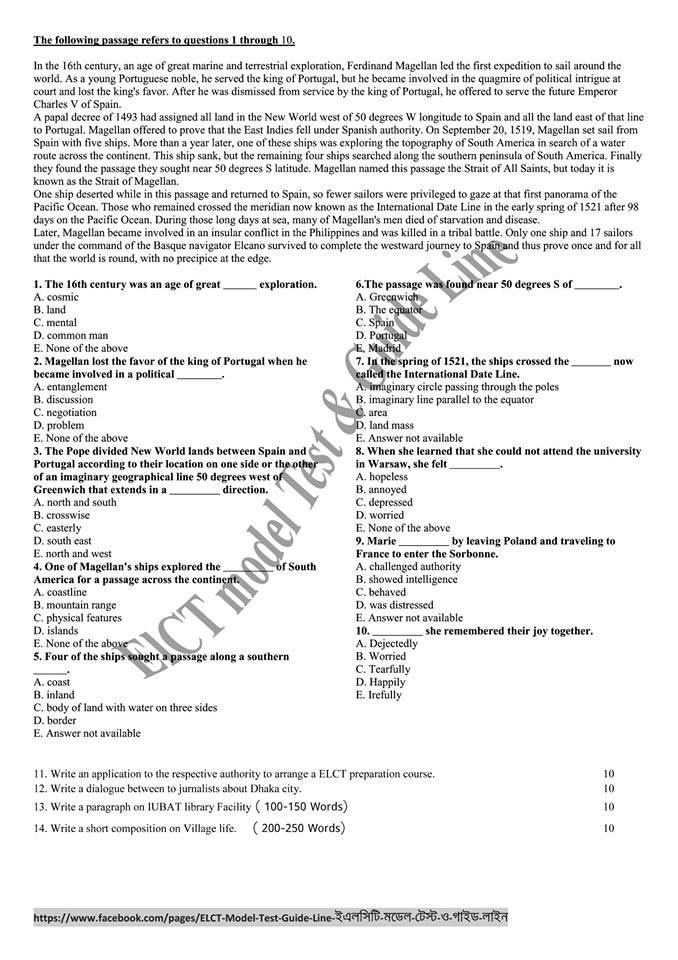 The following passage refers to questions 1 through 10.
In the 16th century, an age of great marine and terrestrial exploration, Ferdinand Magellan led the first expedition to sail around the
world. As a young Portuguese noble, he served the king of Portugal, but he became involved in the quagmire of political intrigue at
court and lost the king's favor. After he was dismissed from service by the king of Portugal, he offered to serve the future Emperor
Charles V of Spain.
A papal decree of 1493 had assigned all land in the New World west of 50 degrees W longitude to Spain and all the land east of that line
to Portugal. Magellan offered to prove that the East Indies fell under Spanish authority. On September 20, 1519, Magellan set sail from
Spain with five ships. More than a year later, one of these ships was exploring the topography of South America in search of a water
route across the continent. This ship sank, but the remaining four ships searched along the southern peninsula of South America. Finally
they found the passage they sought near 50 degrees S latitude. Magellan named this passage the Strait of All Saints, but today it is
known as the Strait of Magellan.
One ship deserted while in this passage and returned to Spain, so fewer sailors were privileged to gaze at that first panorama of the
Pacific Ocean. Those who remained crossed the meridian now known as the International Date Line in the early spring of 1521 after 98
days on the Pacific Ocean. During those long days at sea, many of Magellan's men died of starvation and disease.
Later, Magellan became involved in an insular conflict in the Philippines and was killed in a tribal battle. Only one ship and 17 sailors
under the command of the Basque navigator Elcano survived to complete the westward journey to Spain and thus prove once and for all
that the world is round, with no precipice at the edge.
1. The 16th century was an age of great ______ exploration.
A. cosmic
B. land
C. mental
D. common man
E. None of the above
2. Magellan lost the favor of the king of Portugal when he
became involved in a political ________.
A. entanglement
B. discussion
C. negotiation
D. problem
E. None of the above
3. The Pope divided New World lands between Spain and
Portugal according to their location on one side or the other
of an imaginary geographical line 50 degrees west of
Greenwich that extends in a _________ direction.
A. north and south
B. crosswise
C. easterly
D. south east
E. north and west
4. One of Magellan's ships explored the _________ of South
America for a passage across the continent.
A. coastline
B. mountain range
C. physical features
D. islands
E. None of the above
5. Four of the ships sought a passage along a southern
______.
A. coast
B. inland
C. body of land with water on three sides
D. border
E. Answer not available
6.The passage was found near 50 degrees S of ________.
A. Greenwich
B. The equator
C. Spain
D. Portugal
E. Madrid
7. In the spring of 1521, the ships crossed the _______ now
called the International Date Line.
A. imaginary circle passing through the poles
B. imaginary line parallel to the equator
C. area
D. land mass
E. Answer not available
8. When she learned that she could not attend the university
in Warsaw, she felt _________.
A. hopeless
B. annoyed
C. depressed
D. worried
E. None of the above
9. Marie _________ by leaving Poland and traveling to
France to enter the Sorbonne.
A. challenged authority
B. showed intelligence
C. behaved
D. was distressed
E. Answer not available
10. _________ she remembered their joy together.
A. Dejectedly
B. Worried
C. Tearfully
D. Happily
E. Irefully
ElCT model Test & Guide Line
11. Write an application to the respective authority to arrange a ELCT preparation course. 10
12. Write a dialogue between to jurnalists about Dhaka city. 10
13. Write a paragraph on IUBAT library Facility ( 100-150 Words) 10
14. Write a short composition on Village life. ( 200-250 Words) 10
https://www.facebook.com/pages/ELCT-Model-Test-Guide-Line-ইএলসিটি-মডেল-টেস্ট-ও-গাইড-লাইন